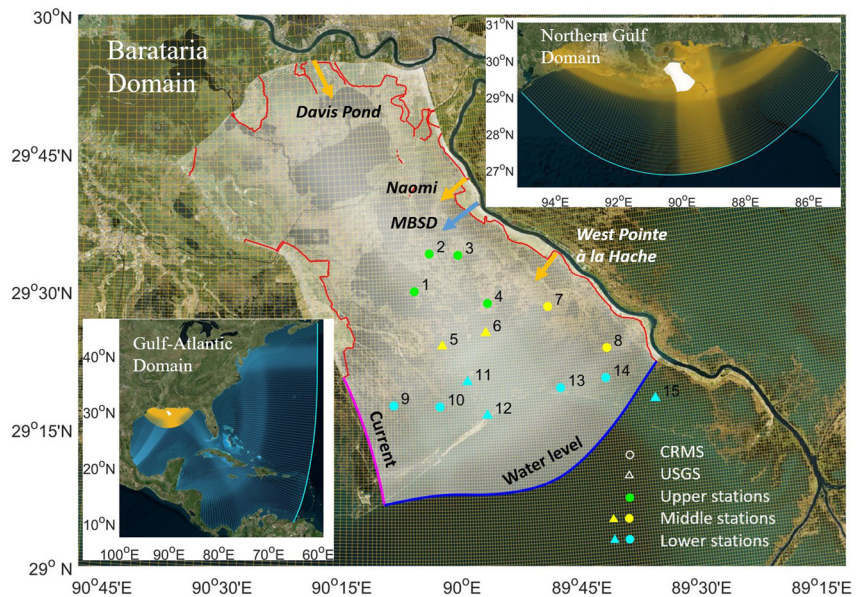 30° N
29°45'N
29°30'N
29°15'N
29° N
90°45'W
90°30'W
90°15'W
90° W
89°45'W
89°30'W
89°15'W
Barataria
Domain
Davis Pond
Naomi
MBSD
West Pointe
à la Hache
2
3
1
4
7
6
5
8
11
13
14
9
10
12
15
Current
Water level
CRMS
USGS
Upper stations
Middle stations
Lower stations
Northern Gulf
Domain
31°N
30°N
29°N
28°N
27°N
94°W
92°W
90°W
88°W
86°W
Gulf-Atlantic
Domain
40°N
30°N
20°N
10°N
100°W
90°W
80°W
70°W
60°W